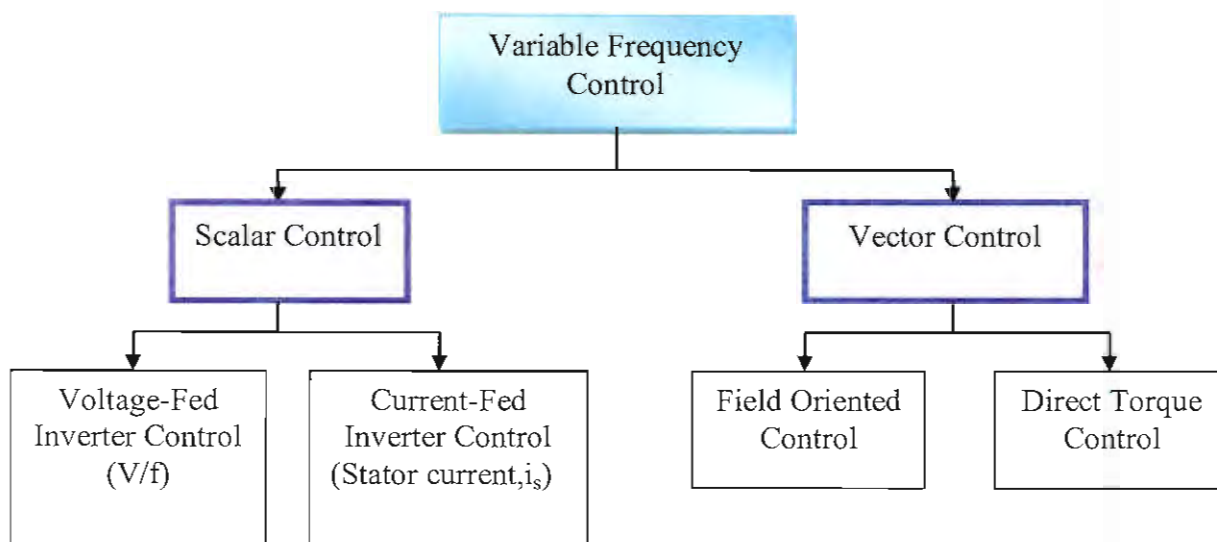 Variable Frequency
Control
Scalar Control
Vector Control
Voltage-Fed
Inverter Control
(V/f)
Current-Fed
Inverter Control
(Stator current,iₛ)
Field Oriented
Control
Direct Torque
Control